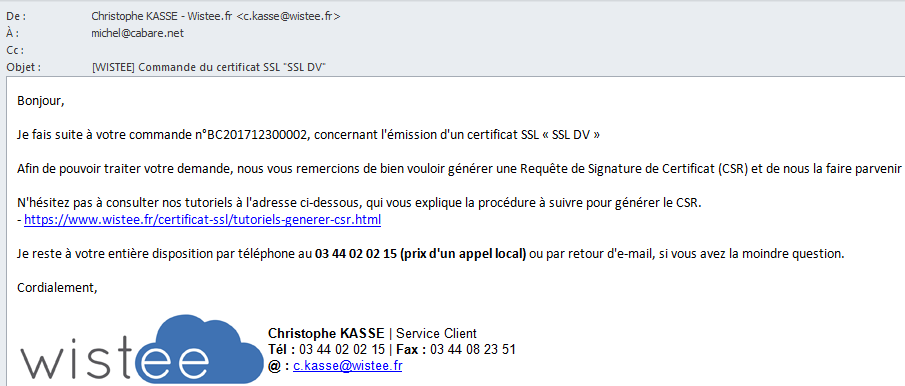 De : Christophe KASSE - Wistee.fr <c.kasse@wistee.fr>
À : michel@cabare.net
Cc :
Objet : [WISTEE] Commande du certificat SSL "SSL DV"
Bonjour,
Je fais suite à votre commande n°BC201712300002, concernant l'émission d'un certificat SSL « SSL DV »
Afin de pouvoir traiter votre demande, nous vous remercions de bien vouloir générer une Requête de Signature de Certificat (CSR) et de nous la faire parvenir
N'hésitez pas à consulter nos tutoriels à l'adresse ci-dessous, qui vous explique la procédure à suivre pour générer le CSR.
- https://www.wistee.fr/certificat-ssl/tutoriels-generer-csr.html
Je reste à votre entière disposition par téléphone au 03 44 02 02 15 (prix d'un appel local) ou par retour d'e-mail, si vous avez la moindre question.
Cordialement,
wistee
Christophe KASSE | Service Client
Tél : 03 44 02 02 15 | Fax : 03 44 08 23 51
@ : c.kasse@wistee.fr